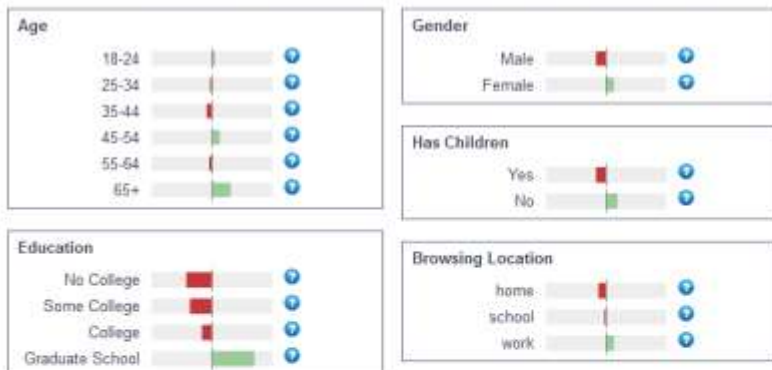 Age
18-24
25-34
35-44
45-54
55-64
65+
Education
No College
Some College
College
Graduate School
Gender
Male
Female
Has Children
Yes
No
Browsing Location
home
school
work